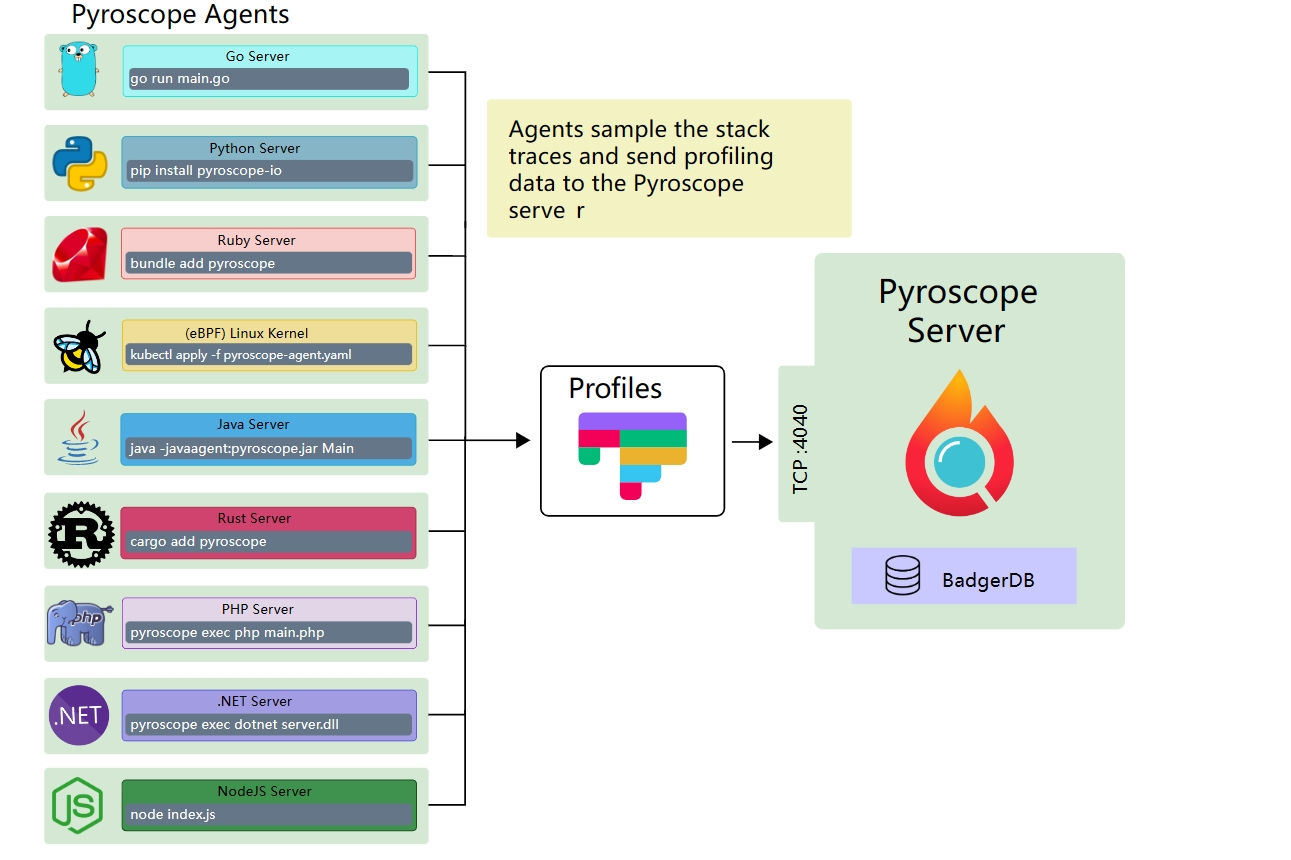 Pyroscope Agents
Go Server
go run main.go
Python Server
pip install pyroscope-io
Ruby Server
bundle add pyroscope
(eBPF) Linux Kernel
kubectl apply -f pyroscope-agent.yaml
Java Server
java -javaagent:pyroscope.jar Main
R
Rust Server
cargo add pyroscope
php
PHP Server
pyroscope exec php main.php
.NET
.NET Server
pyroscope exec dotnet server.dll
JS
NodeJS Server
node index.js
Agents sample the stack
traces and send profiling
data to the Pyroscope
serve r
Profiles
TCP :4040
Pyroscope
Server
BadgerDB